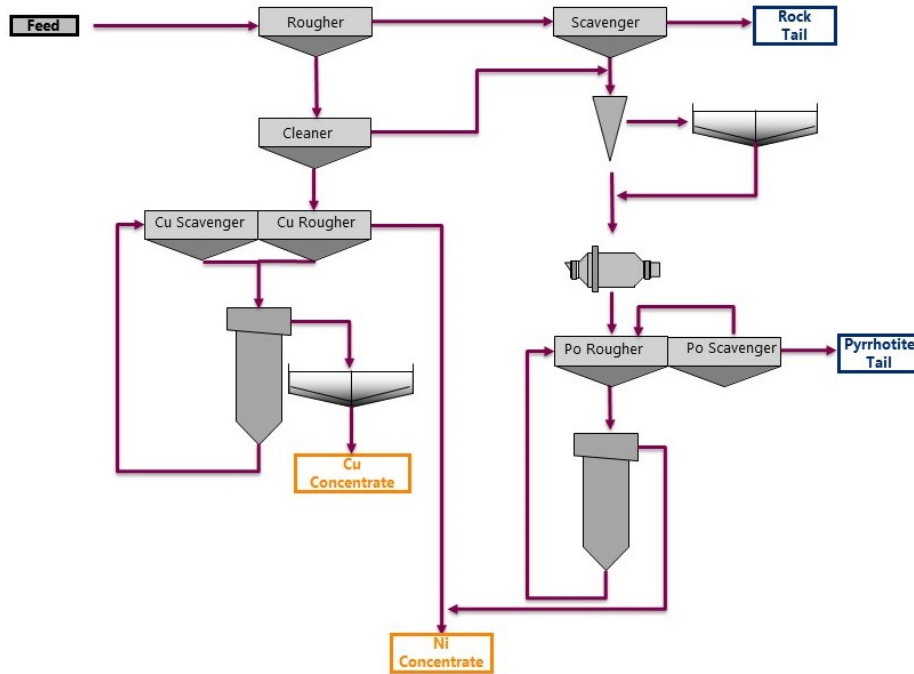 Feed
Rougher
Scavenger
Rock
Tail
Cleaner
Cu Scavenger
Cu Rougher
Po Rougher
Po Scavenger
Pyrrhotite
Tail
Cu
Concentrate
Ni
Concentrate